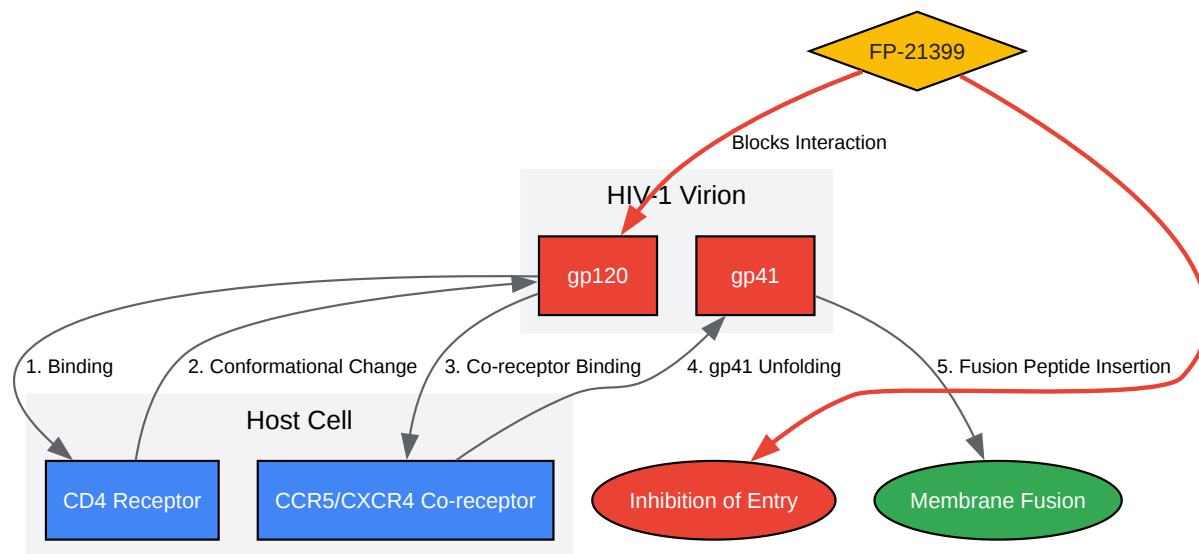 FP-21399
Blocks Interaction
HIV-1 Virion
gp120
gp41
1. Binding
2. Conformational Change
3. Co-receptor Binding
4. gp41 Unfolding
5. Fusion Peptide Insertion
Host Cell
CD4 Receptor
CCR5/CXCR4 Co-receptor
Inhibition of Entry
Membrane Fusion